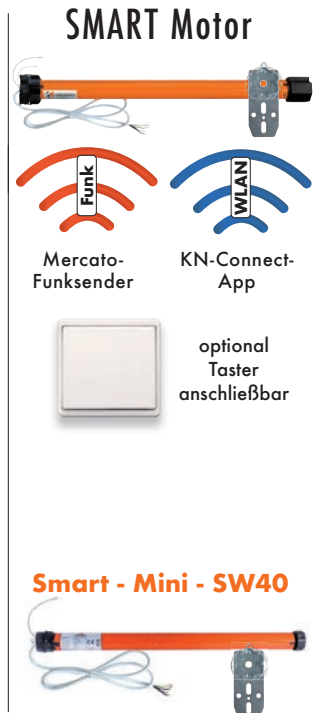 SMART Motor
Funk
WLAN
Mercato-
Funksender
KN-Connect-
App
optional
Taster
anschließbar
Smart - Mini - SW40